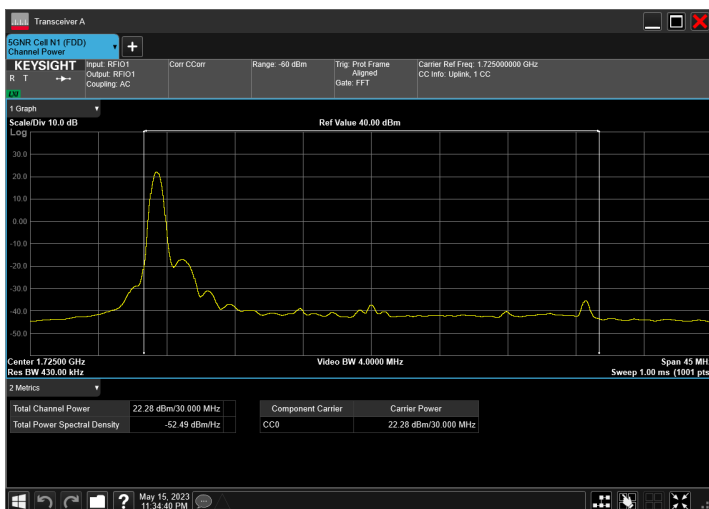 Transceiver A
5GNR Cell N1 (FDD)
Channel Power
KEYSIGHT
R T
LXI
Input: RFIO1
Output: RFIO1
Coupling: AC
Corr CCorr
Range: -60 dBm
Trig: Prot Frame
Aligned
Gate: FFT
Carrier Ref Freq: 1.725000000 GHz
CC Info: Uplink, 1 CC
1 Graph
Scale/Div 10.0 dB
Ref Value 40.00 dBm
Log
30.0
20.0
10.0
0.00
-10.0
-20.0
-30.0
-40.0
-50.0
Center 1.72500 GHz
Video BW 4.0000 MHz
Span 45 MH
Res BW 430.00 kHz
Sweep 1.00 ms (1001 pts
2 Metrics
Total Channel Power 22.28 dBm/30.000 MHz
Total Power Spectral Density -52.49 dBm/Hz
Component Carrier Carrier Power
CC0 22.28 dBm/30.000 MHz
May 15, 2023
11:34:40 PM